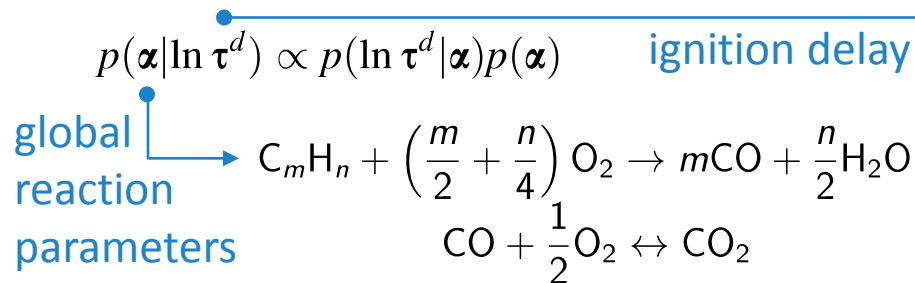 p(α|ln τ^d) ∝ p(ln τ^d|α)p(α)
ignition delay
global
reaction
parameters
C_mH_n + (m/2 + n/4) O_2 → mCO + n/2 H_2O
CO + 1/2 O_2 ↔ CO_2